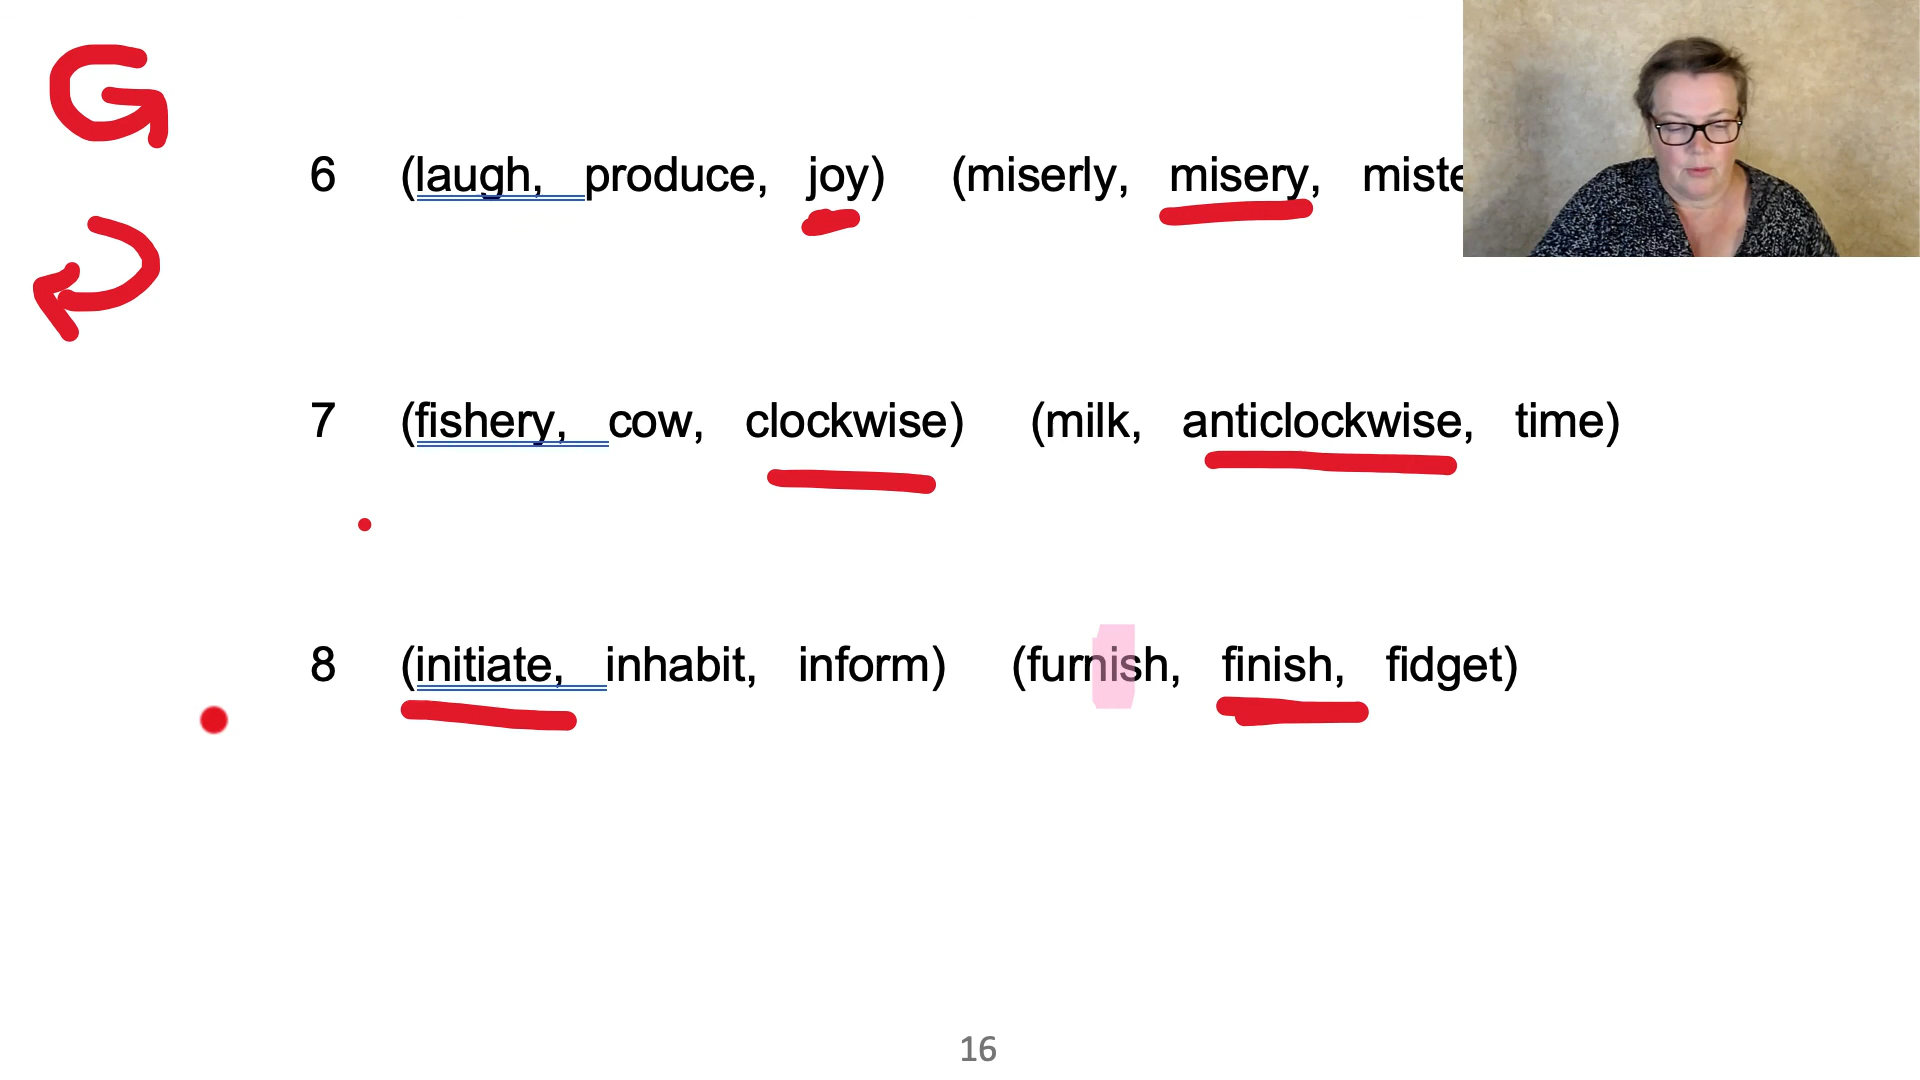 6 (laugh, produce, joy) (miserly, misery,
7 (fishery, cow, clockwise) (milk, anticlockwise, time)
8 (initiate, inhabit, inform) (furnish, finish, fidget)
16